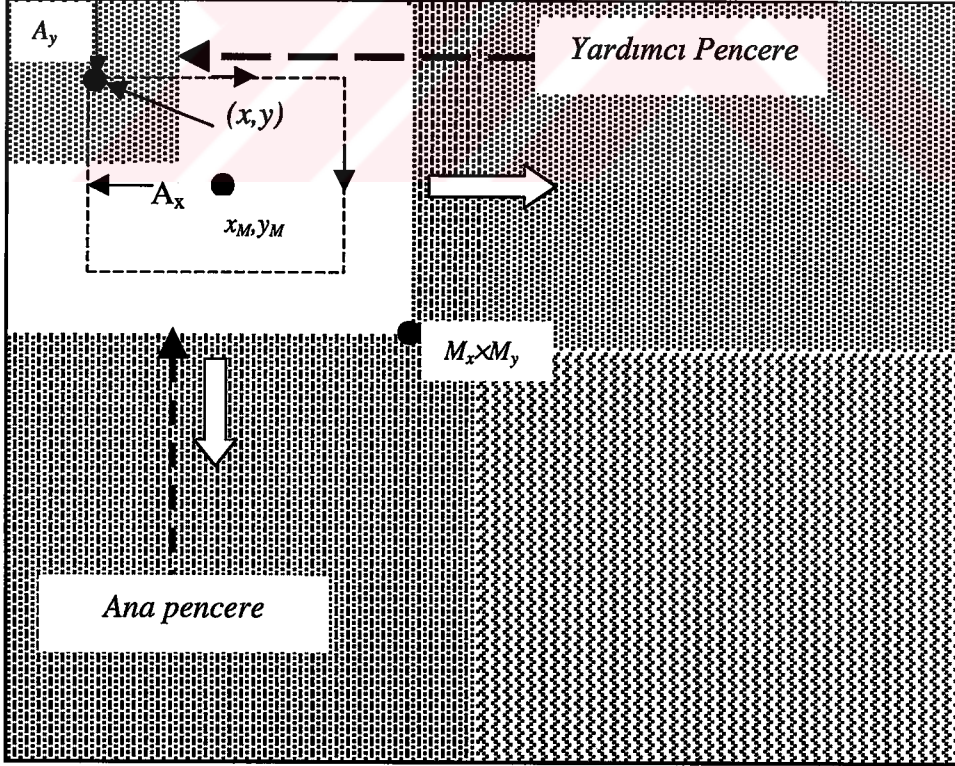 A_y
Yardımcı Pencere
(x,y)
A_x
x_M,y_M
M_x×M_y
Ana pencere